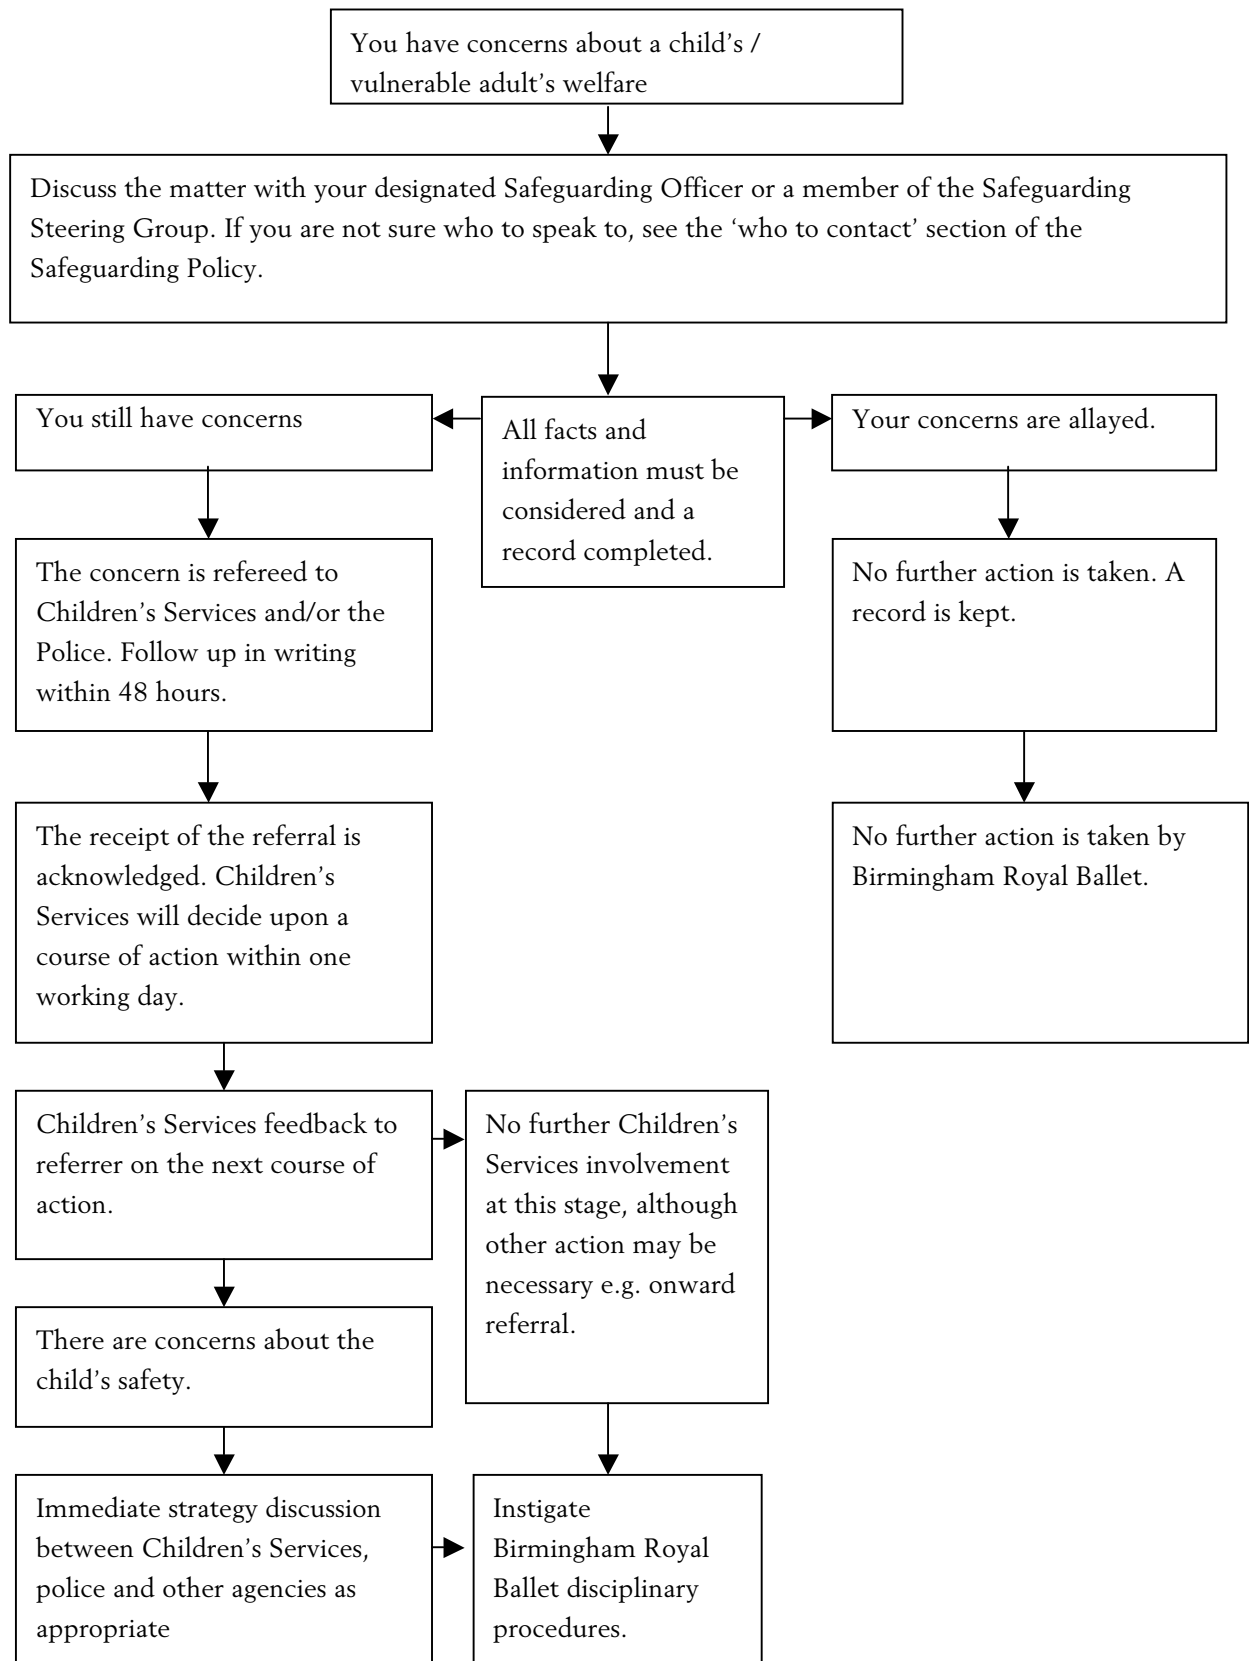 You have concerns about a child’s /
vulnerable adult’s welfare
Discuss the matter with your designated Safeguarding Officer or a member of the Safeguarding
Steering Group. If you are not sure who to speak to, see the ‘who to contact’ section of the
Safeguarding Policy.
You still have concerns
All facts and
information must be
considered and a
record completed.
Your concerns are allayed.
The concern is refereed to
Children’s Services and/or the
Police. Follow up in writing
within 48 hours.
No further action is taken. A
record is kept.
The receipt of the referral is
acknowledged. Children’s
Services will decide upon a
course of action within one
working day.
No further action is taken by
Birmingham Royal Ballet.
Children’s Services feedback to
referrer on the next course of
action.
No further Children’s
Services involvement
at this stage, although
other action may be
necessary e.g. onward
referral.
There are concerns about the
child’s safety.
Immediate strategy discussion
between Children’s Services,
police and other agencies as
appropriate
Instigate
Birmingham Royal
Ballet disciplinary
procedures.